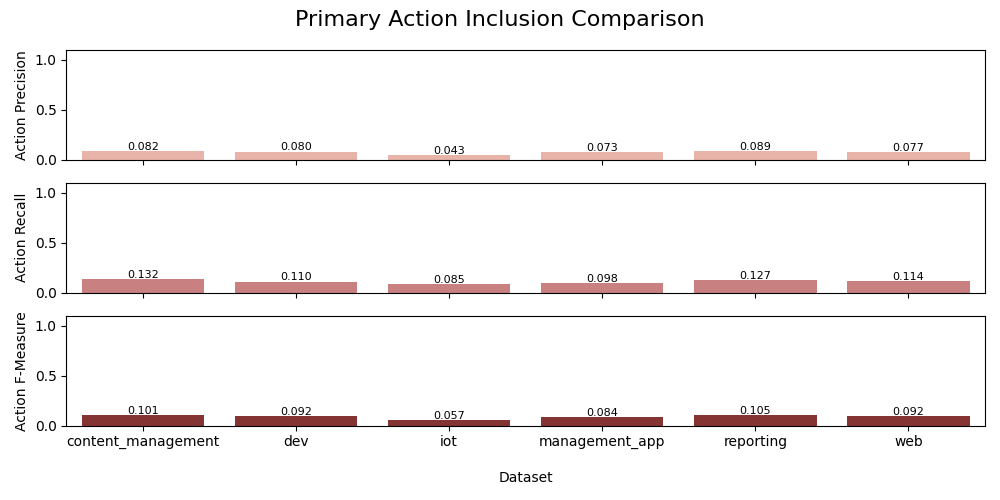 Primary Action Inclusion Comparison
Action Precision
1.0
0.5
0.0
0.082 0.080 0.043 0.073 0.089 0.077
Action Recall
1.0
0.5
0.0
0.132 0.110 0.085 0.098 0.127 0.114
Action F-Measure
1.0
0.5
0.0
0.101 0.092 0.057 0.084 0.105 0.092
content_management dev iot management_app reporting web
Dataset